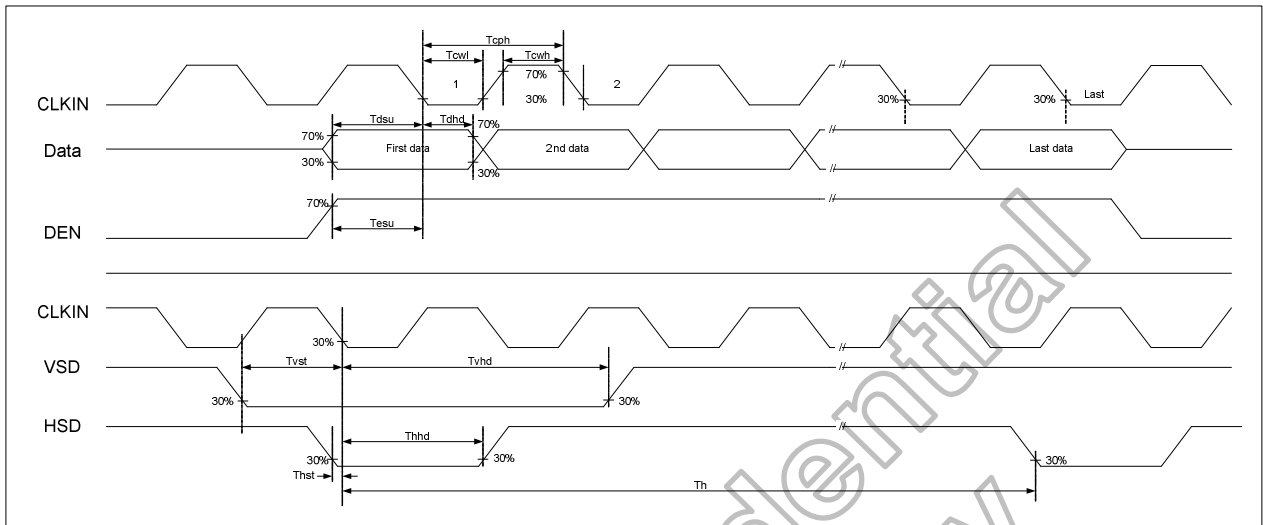 Tcph
Tcwl
Tcwh
CLKIN
1
70%
30%
2
//
30%
30%
Last
Tdsu
Tdhd
70%
70%
Data
First data
2nd data
Last data
30%
30%
//
70%
//
DEN
Tesu
CLKIN
30%
//
VSD
Tvst
Tvhd
//
30%
30%
HSD
Thhd
//
30%
30%
30%
Thst
Th